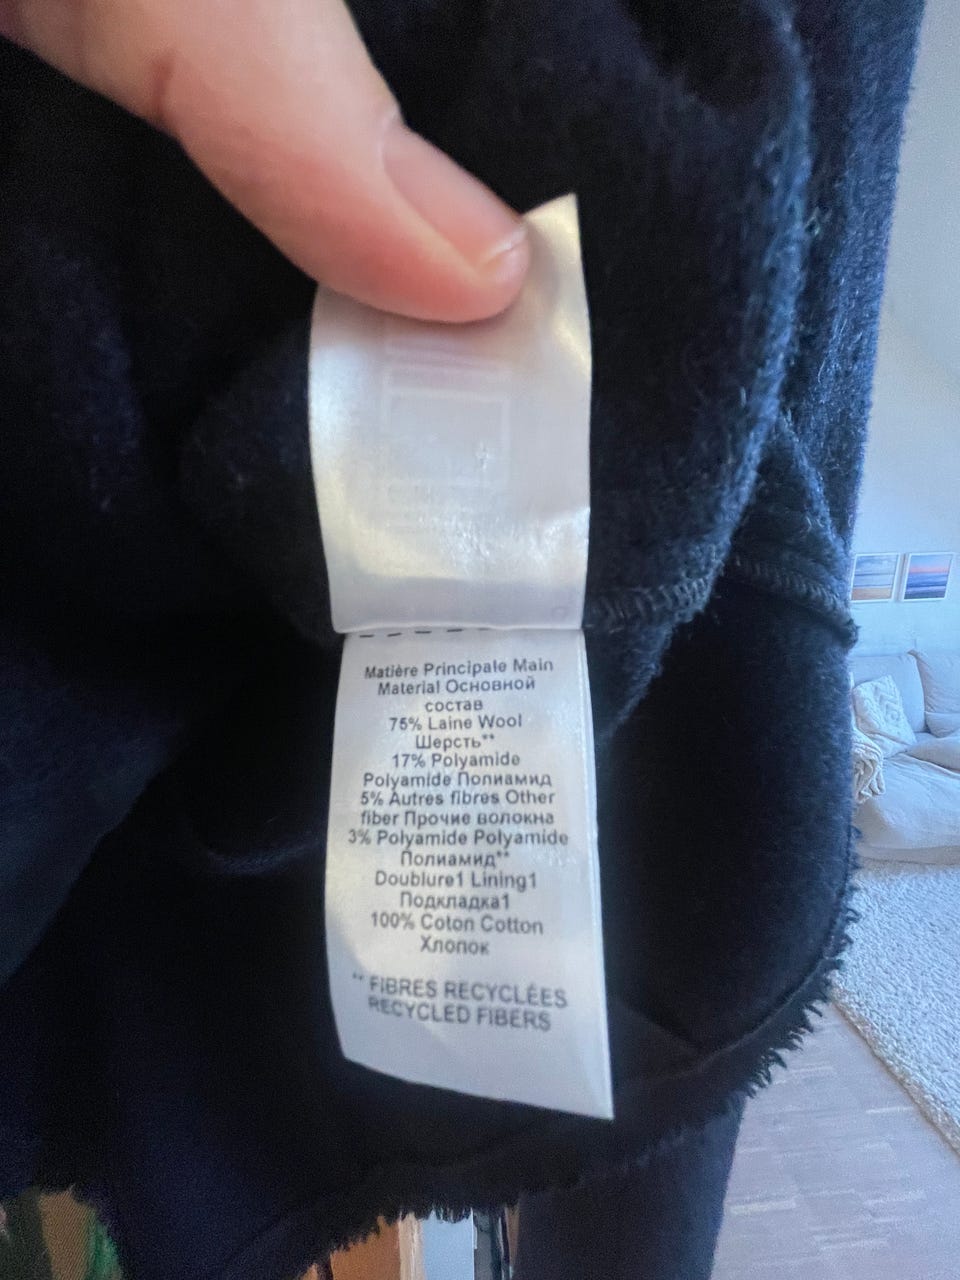 Matière Principale Main
Material Основной
состав
75% Laine Wool
Шерсть**
17% Polyamide
Polyamide Полиамид
5% Autres fibres Other
fiber Прочие волокна
3% Polyamide Polyamide
Полиамид**
Doublure1 Lining1
Подкладка1
100% Coton Cotton
Хлопок
** FIBRES RECYCLÉES
RECYCLED FIBERS